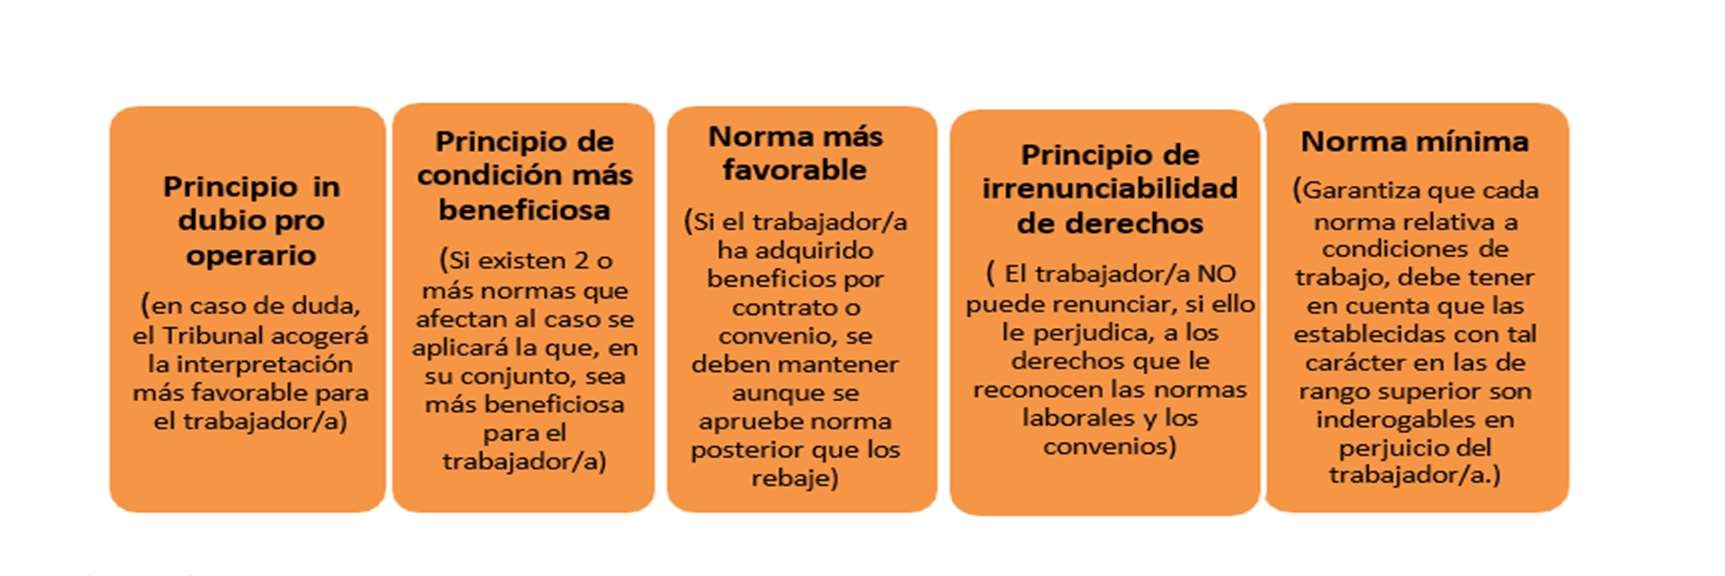 Principio in
dubio pro
operario
(en caso de duda,
el Tribunal acogerá
la interpretación
más favorable para
el trabajador/a)
Principio de
condición más
beneficiosa
(Si existen 2 o
más normas que
afectan al caso se
aplicará la que, en
su conjunto, sea
más beneficiosa
para el
trabajador/a)
Norma más
favorable
(Si el trabajador/a
ha adquirido
beneficios por
contrato o
convenio, se
deben mantener
aunque se
apruebe norma
posterior que los
rebaje)
Principio de
irrenunciabilidad
de derechos
( El trabajador/a NO
puede renunciar, si ello
le perjudica, a los
derechos que le
reconocen las normas
laborales y los
convenios)
Norma mínima
(Garantiza que cada
norma relativa a
condiciones de
trabajo, debe tener
en cuenta que las
establecidas con tal
carácter en las de
rango superior son
inderogables en
perjuicio del
trabajador/a.)